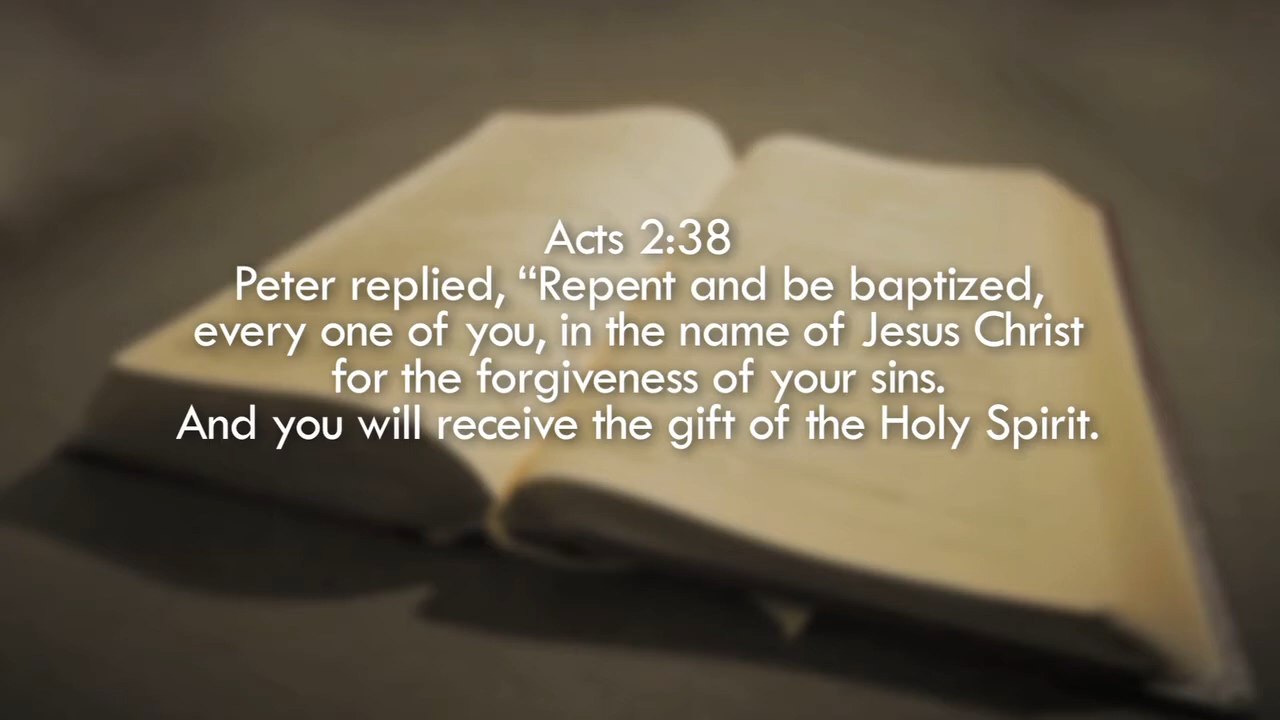 Acts 2:38
Peter replied, “Repent and be baptized,
every one of you, in the name of Jesus Christ
for the forgiveness of your sins.
And you will receive the gift of the Holy Spirit.